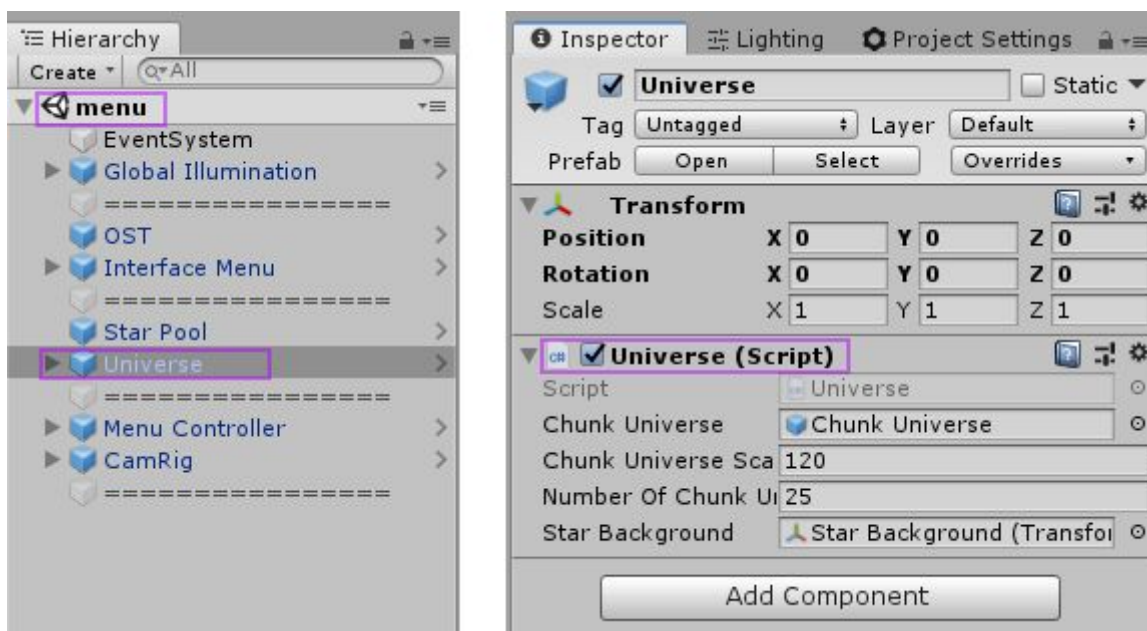 Hierarchy
Create
All
menu
EventSystem
Global Illumination
=================
OST
Interface Menu
=================
Star Pool
Universe
=================
Menu Controller
CamRig
=================
Inspector Lighting Project Settings
Universe Static
Tag Untagged Layer Default
Prefab Open Select Overrides
Transform
Position X 0 Y 0 Z 0
Rotation X 0 Y 0 Z 0
Scale X 1 Y 1 Z 1
C# Universe (Script)
Script Universe
Chunk Universe Chunk Universe
Chunk Universe Sca 120
Number Of Chunk U 25
Star Background Star Background (Transfor
Add Component